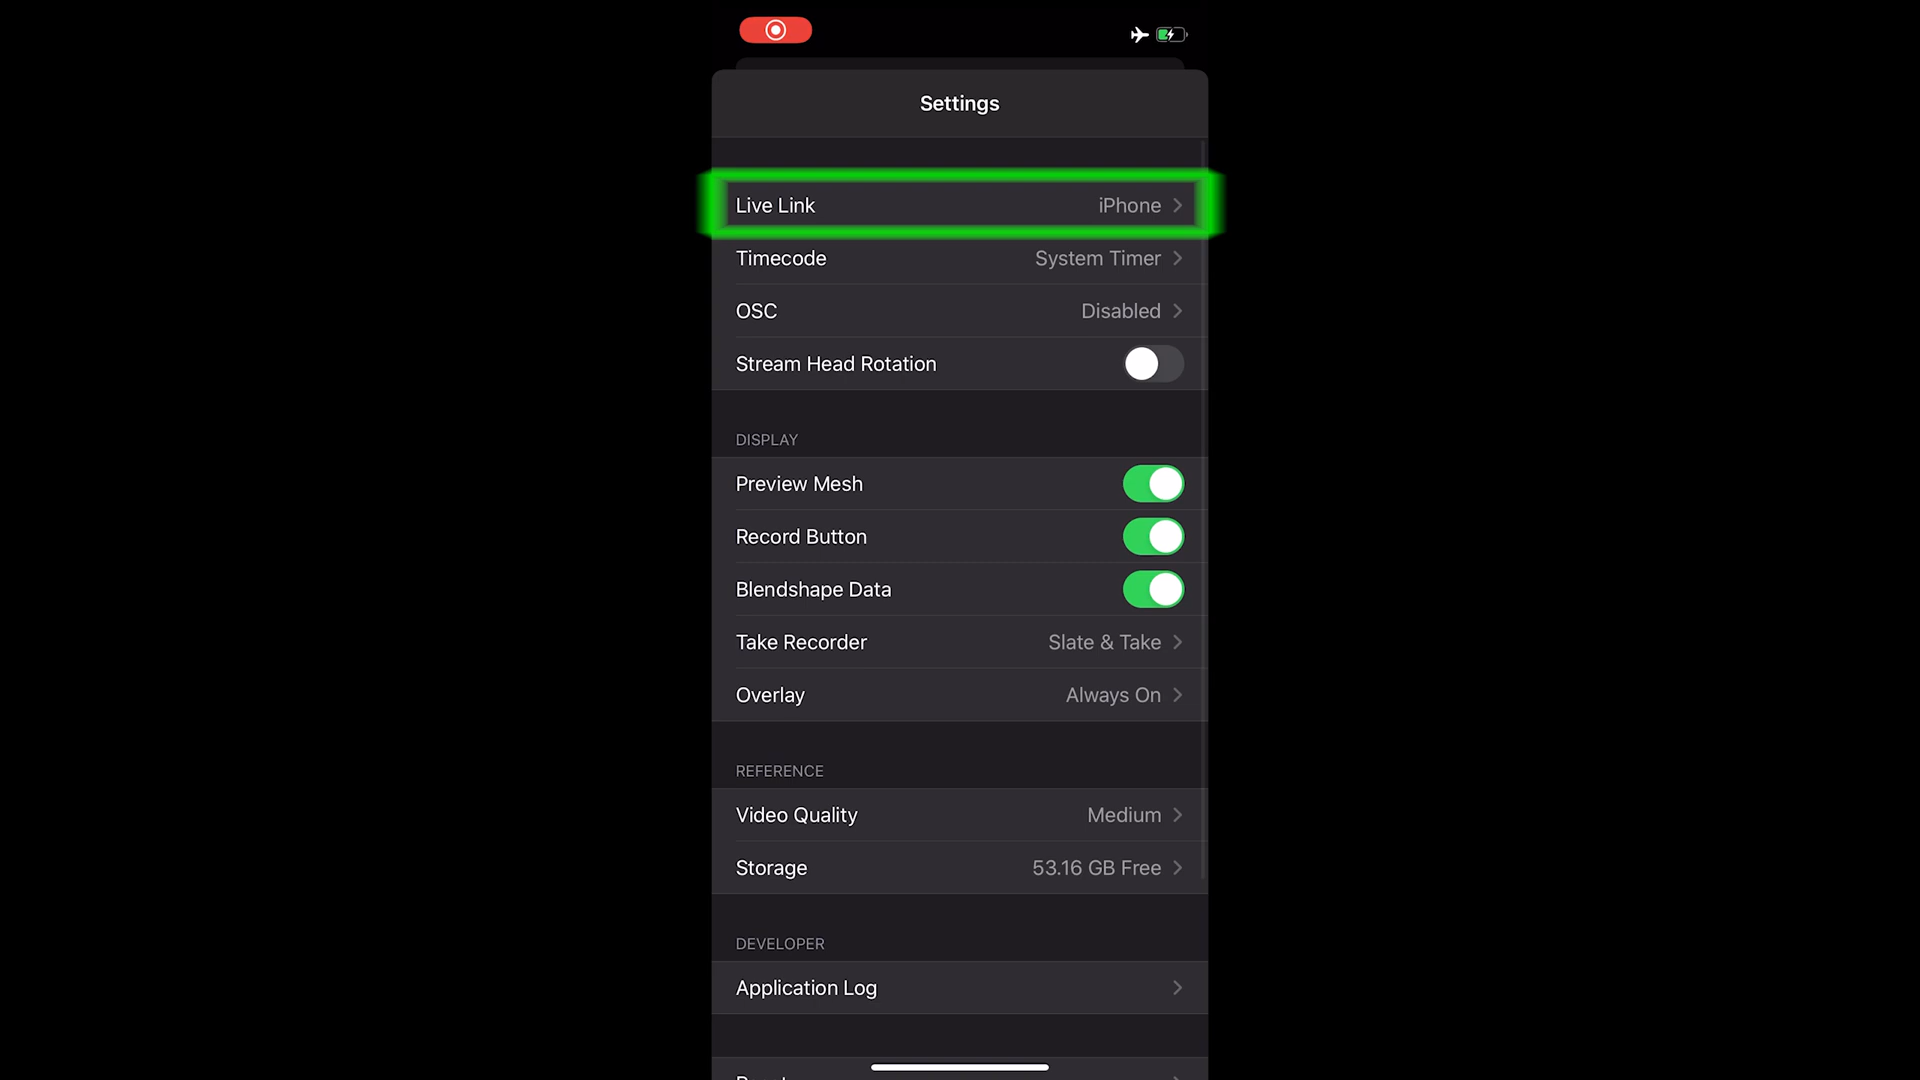 Settings
Live Link iPhone
Timecode System Timer
OSC Disabled
Stream Head Rotation
DISPLAY
Preview Mesh
Record Button
Blendshape Data
Take Recorder Slate & Take
Overlay Always On
REFERENCE
Video Quality Medium
Storage 53.16 GB Free
DEVELOPER
Application Log